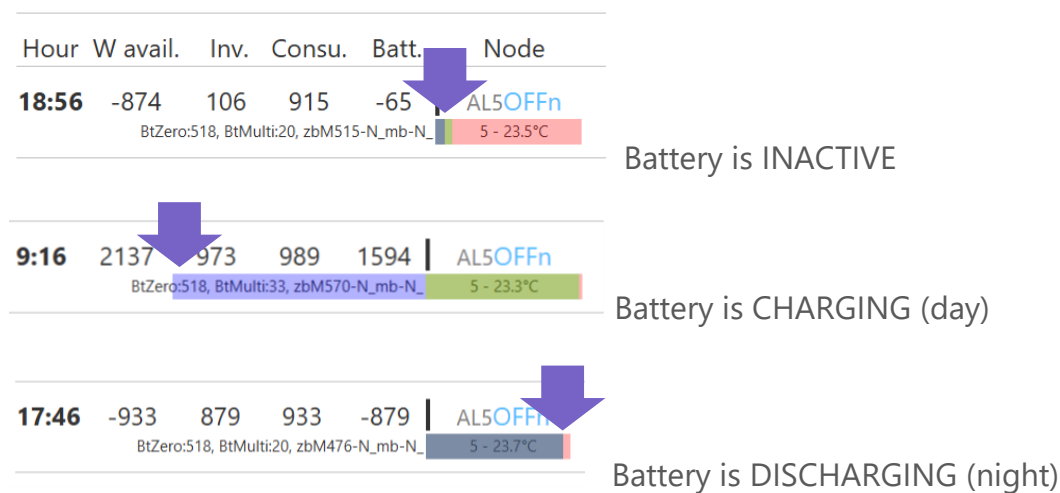 Hour W avail. Inv. Consu. Batt. Node
18:56 -874 106 915 -65 AL5OFFn
BtZero:518, BtMulti:20, zbM515-N_mb-N_ 5 - 23.5°C
Battery is INACTIVE
9:16 2137 973 989 1594 AL5OFFn
BtZero:518, BtMulti:33, zbM570-N_mb-N_ 5 - 23.3°C
Battery is CHARGING (day)
17:46 -933 879 933 -879 AL5OFFn
BtZero:518, BtMulti:20, zbM476-N_mb-N_ 5 - 23.7°C
Battery is DISCHARGING (night)